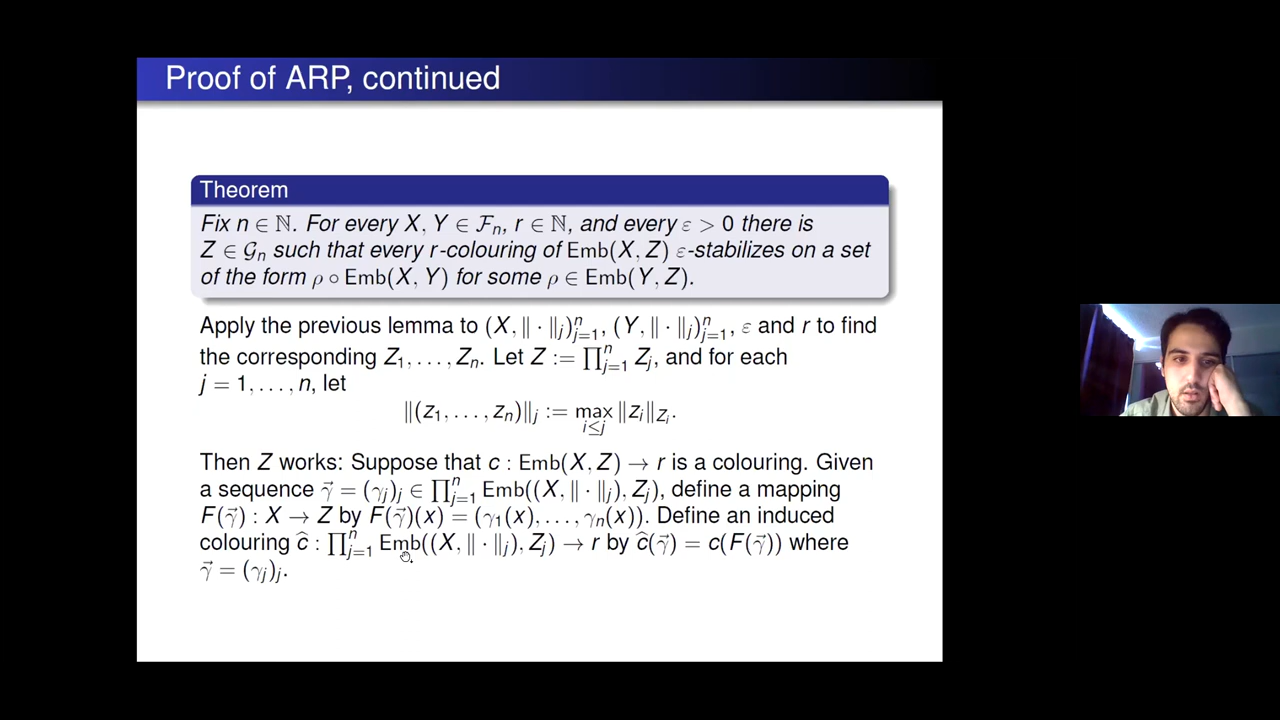 Proof of ARP, continued
Theorem
Fix n ∈ ℕ. For every X, Y ∈ ℱₙ, r ∈ ℕ, and every ε > 0 there is
Z ∈ 𝒢ₙ such that every r-colouring of Emb(X, Z) ε-stabilizes on a set
of the form ρ ∘ Emb(X, Y) for some ρ ∈ Emb(Y, Z).
Apply the previous lemma to (X, ‖ · ‖_j)_{j=1}^n, (Y, ‖ · ‖_j)_{j=1}^n, ε and r to find
the corresponding Z_1, . . . , Z_n. Let Z := ∏_{j=1}^n Z_j, and for each
j = 1, . . . , n, let
‖(z_1, . . . , z_n)‖_j := max_{i≤j} ‖z_i‖_{Z_i}.
Then Z works: Suppose that c : Emb(X, Z) → r is a colouring. Given
a sequence γ⃗ = (γ_j)_j ∈ ∏_{j=1}^n Emb((X, ‖ · ‖_j), Z_j), define a mapping
F(γ⃗) : X → Z by F(γ⃗)(x) = (γ_1(x), . . . , γ_n(x)). Define an induced
colouring ĉ : ∏_{j=1}^n Emb((X, ‖ · ‖_j), Z_j) → r by ĉ(γ⃗) = c(F(γ⃗)) where
γ⃗ = (γ_j)_j.